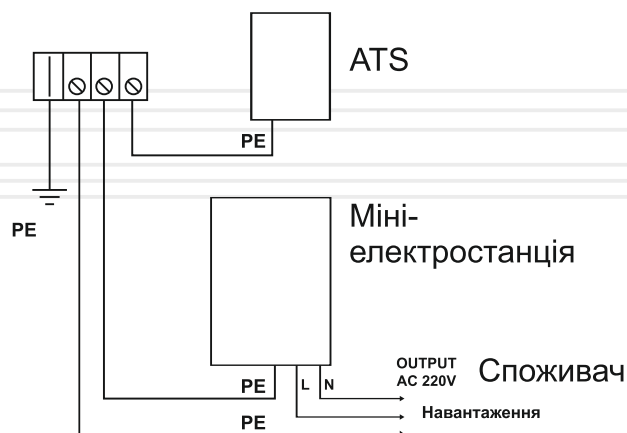 ATS
PE
PE
Міні-
електростанція
PE
L
N
OUTPUT
AC 220V
Споживач
Навантаження
PE